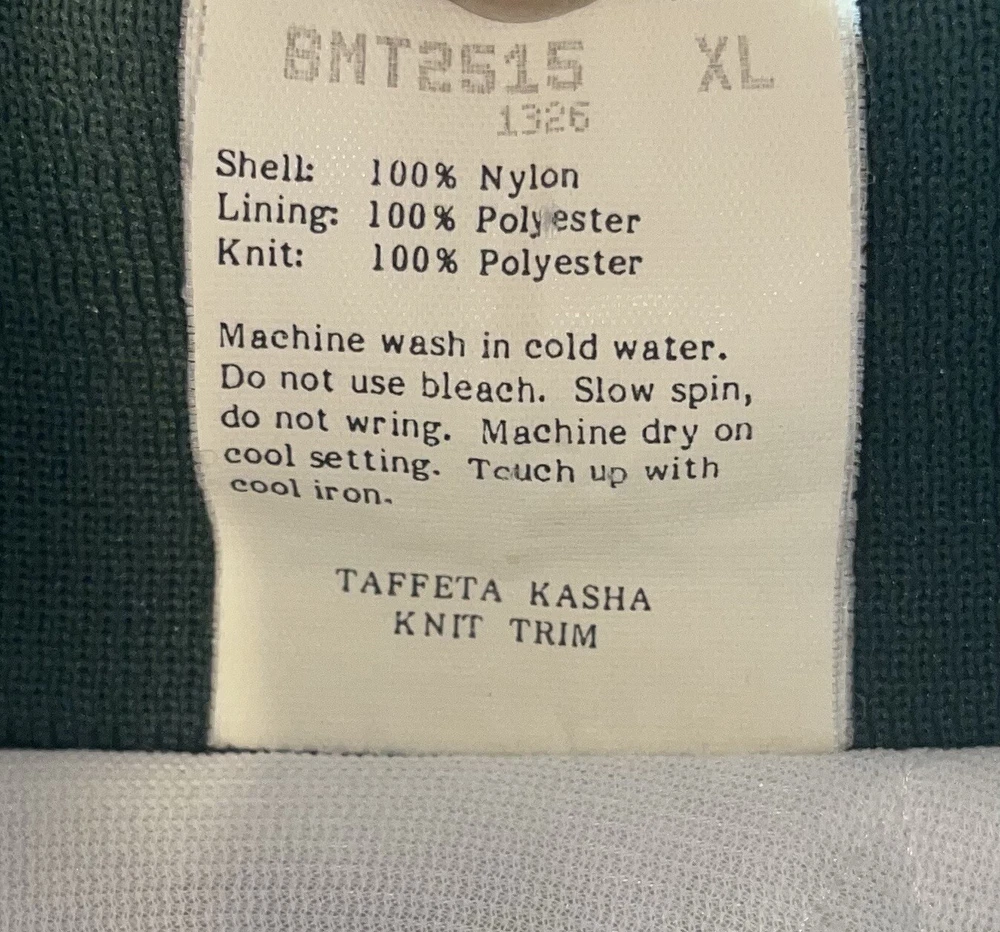 8MT2515 XL
1326
Shell: 100% Nylon
Lining: 100% Polyester
Knit: 100% Polyester
Machine wash in cold water.
Do not use bleach. Slow spin,
do not wring. Machine dry on
cool setting. Touch up with
cool iron.
TAFFETA KASHA
KNIT TRIM